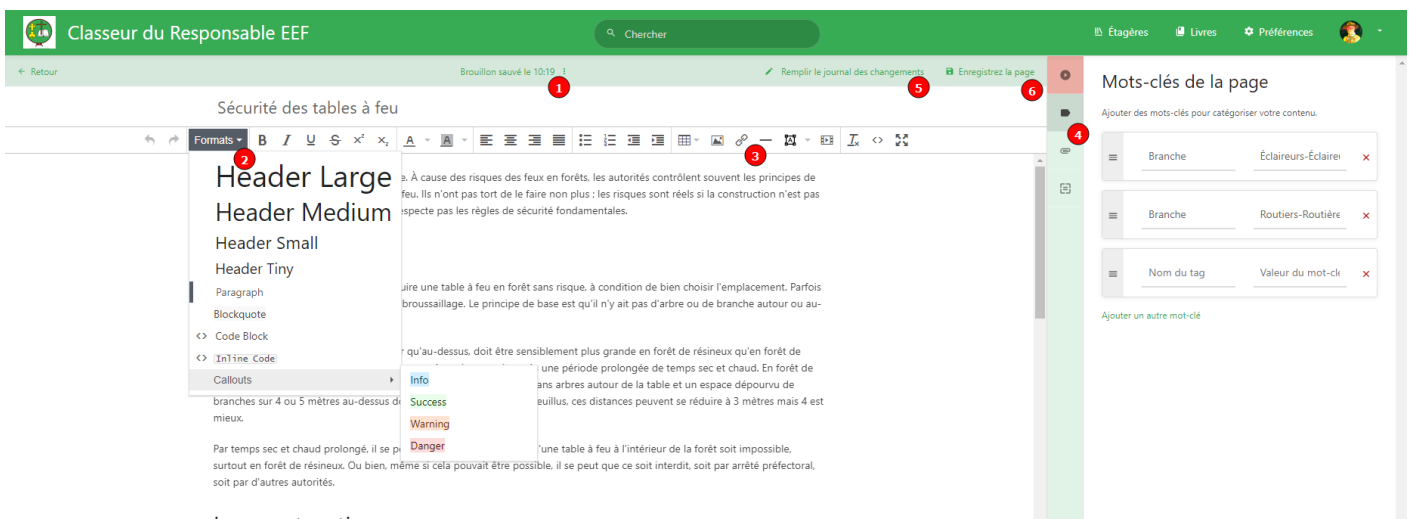 Classeur du Responsable EEF
Chercher
Étagères
Livres
Préférences
Retour
Brouillon sauvé le 10:19
1
Remplir le journal des changements
5
Enregistrez la page
6
Sécurité des tables à feu
Formats
2
B I U S x² x₂ A A
3
4
Header Large
Header Medium
Header Small
Header Tiny
Paragraph
Blockquote
Code Block
Inline Code
Callouts
Info
Success
Warning
Danger
e. À cause des risques des feux en forêts, les autorités contrôlent souvent les principes de
feu. Ils n'ont pas tort de le faire non plus ; les risques sont réels si la construction n'est pas
especte pas les règles de sécurité fondamentales.
uire une table à feu en forêt sans risque, à condition de bien choisir l'emplacement. Parfois
broussaillage. Le principe de base est qu'il n'y ait pas d'arbre ou de branche autour ou au-
r qu'au-dessus, doit être sensiblement plus grande en forêt de résineux qu'en forêt de
une période prolongée de temps sec et chaud. En forêt de
ans arbres autour de la table et un espace dépourvu de
branches sur 4 ou 5 mètres au-dessus d
euillus, ces distances peuvent se réduire à 3 mètres mais 4 est
mieux.
Par temps sec et chaud prolongé, il se p
'une table à feu à l'intérieur de la forêt soit impossible,
surtout en forêt de résineux. Ou bien, même si cela pouvait être possible, il se peut que ce soit interdit, soit par arrêté préfectoral,
soit par d'autres autorités.
Mots-clés de la page
Ajouter des mots-clés pour catégoriser votre contenu.
Branche
Éclaireurs-Éclaire
Branche
Routiers-Routière
Nom du tag
Valeur du mot-clé
Ajouter un autre mot-clé